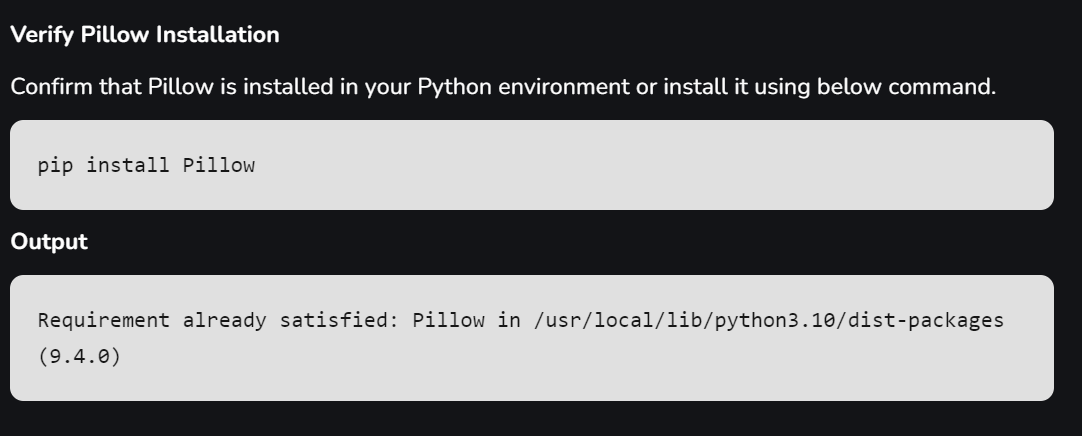 Verify Pillow Installation
Confirm that Pillow is installed in your Python environment or install it using below command.
pip install Pillow
Output
Requirement already satisfied: Pillow in /usr/local/lib/python3.10/dist-packages
(9.4.0)